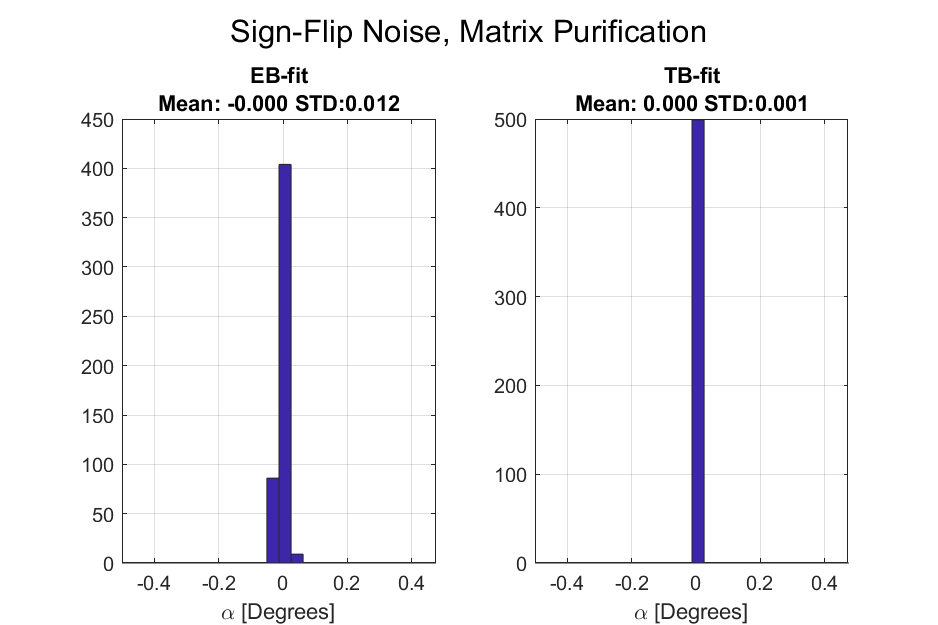 Sign-Flip Noise, Matrix Purification
EB-fit
Mean: -0.000 STD:0.012
450
400
350
300
250
200
150
100
50
0
-0.4 -0.2 0 0.2 0.4
α [Degrees]
TB-fit
Mean: 0.000 STD:0.001
500
400
300
200
100
0
-0.4 -0.2 0 0.2 0.4
α [Degrees]